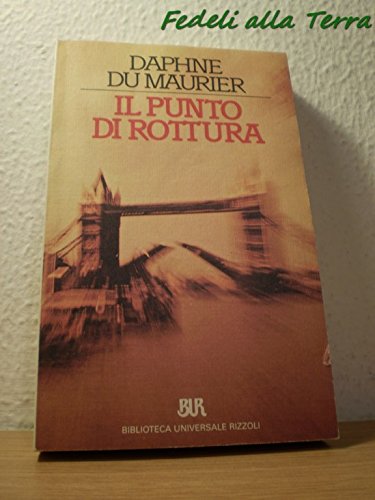 Fedeli alla Terra
DAPHNE
DU MAURIER
IL PUNTO
DI ROTTURA
BUR
BIBLIOTECA UNIVERSALE RIZZOLI